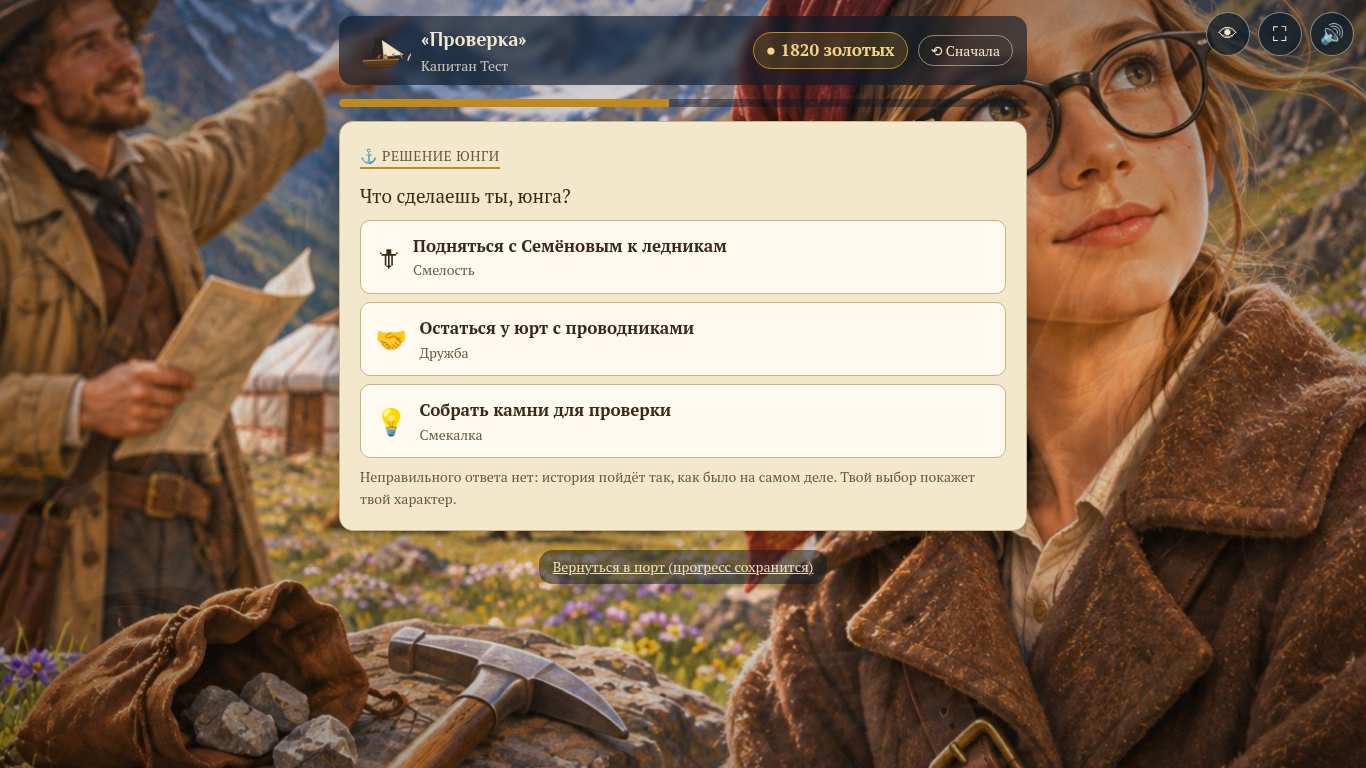 «Проверка»
Капитан Тест
● 1820 золотых
⟲ Сначала
⚓ РЕШЕНИЕ ЮНГИ
Что сделаешь ты, юнга?
Подняться с Семёновым к ледникам
Смелость
Остаться у юрт с проводниками
Дружба
Собрать камни для проверки
Смекалка
Неправильного ответа нет: история пойдёт так, как было на самом деле. Твой выбор покажет
твой характер.
Вернуться в порт (прогресс сохранится)